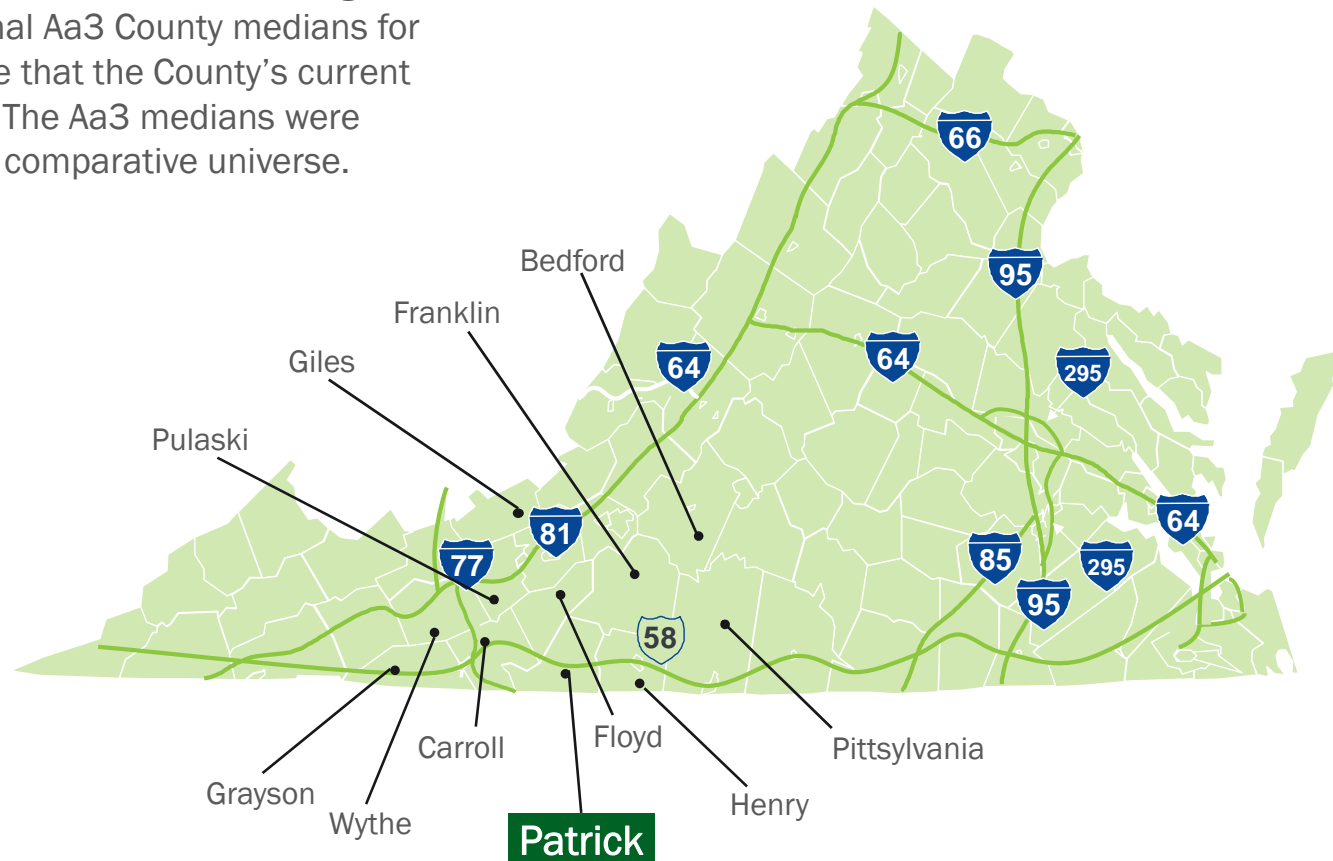 nal Aa3 County medians for
e that the County’s current
The Aa3 medians were
comparative universe.
66
95
Bedford
Franklin
64
64
295
Giles
Pulaski
81
77
64
85
295
95
58
Carroll
Floyd
Pittsylvania
Grayson
Wythe
Henry
Patrick